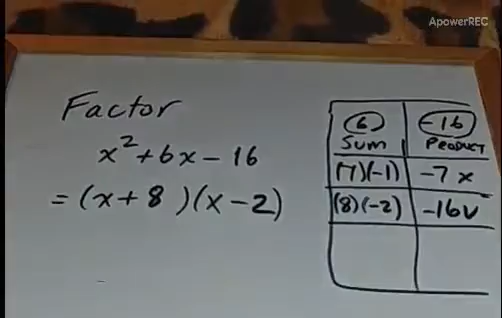 ApowerREC
Factor
x²+6x-16
=(x+8)(x-2)
6 -16
Sum Product
(7)(-1) -7 x
(8)(-2) -16 ✓